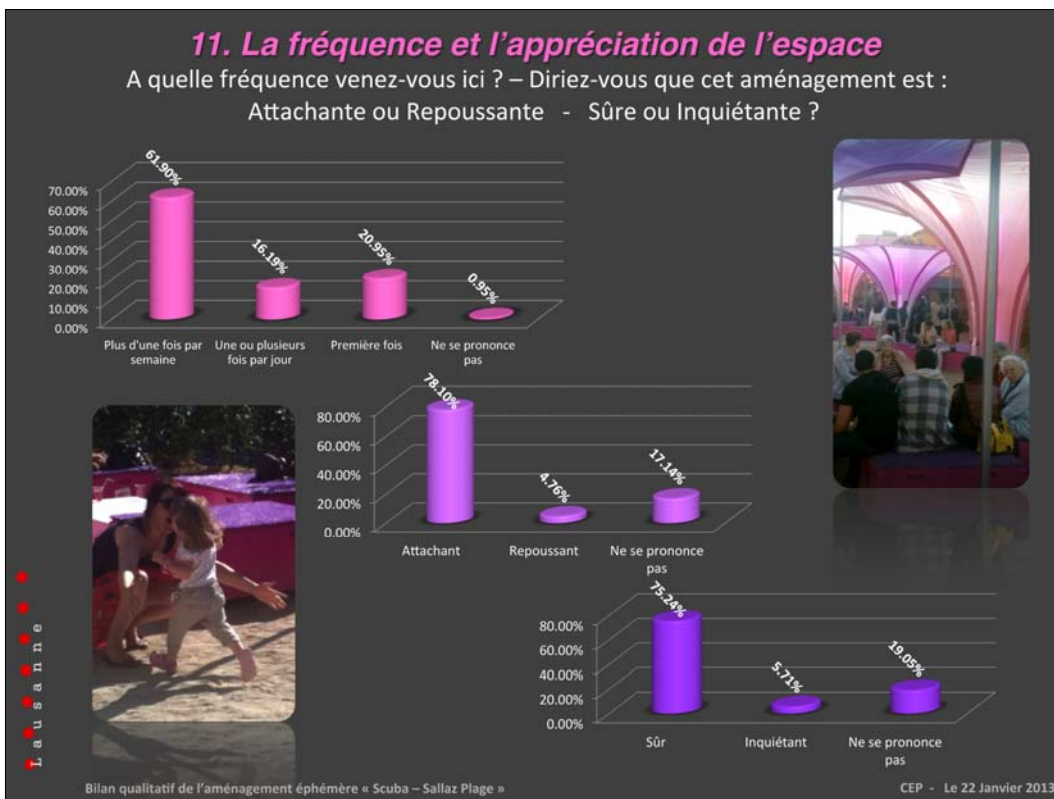 11. La fréquence et l'appréciation de l'espace
A quelle fréquence venez-vous ici ? – Diriez-vous que cet aménagement est :
Attachante ou Repoussante - Sûre ou Inquiétante ?
61.90%
16.19%
20.95%
0.95%
70.00%
60.00%
50.00%
40.00%
30.00%
20.00%
10.00%
0.00%
Plus d'une fois par
semaine
Une ou plusieurs
fois par jour
Première fois
Ne se prononce
pas
78.10%
4.76%
17.14%
80.00%
60.00%
40.00%
20.00%
0.00%
Attachant
Repoussant
Ne se prononce
pas
75.24%
5.71%
19.05%
80.00%
60.00%
40.00%
20.00%
0.00%
Sûr
Inquiétant
Ne se prononce
pas
Lausanne
Bilan qualitatif de l'aménagement éphémère « Scuba – Sallaz Plage »
CEP - Le 22 Janvier 2013